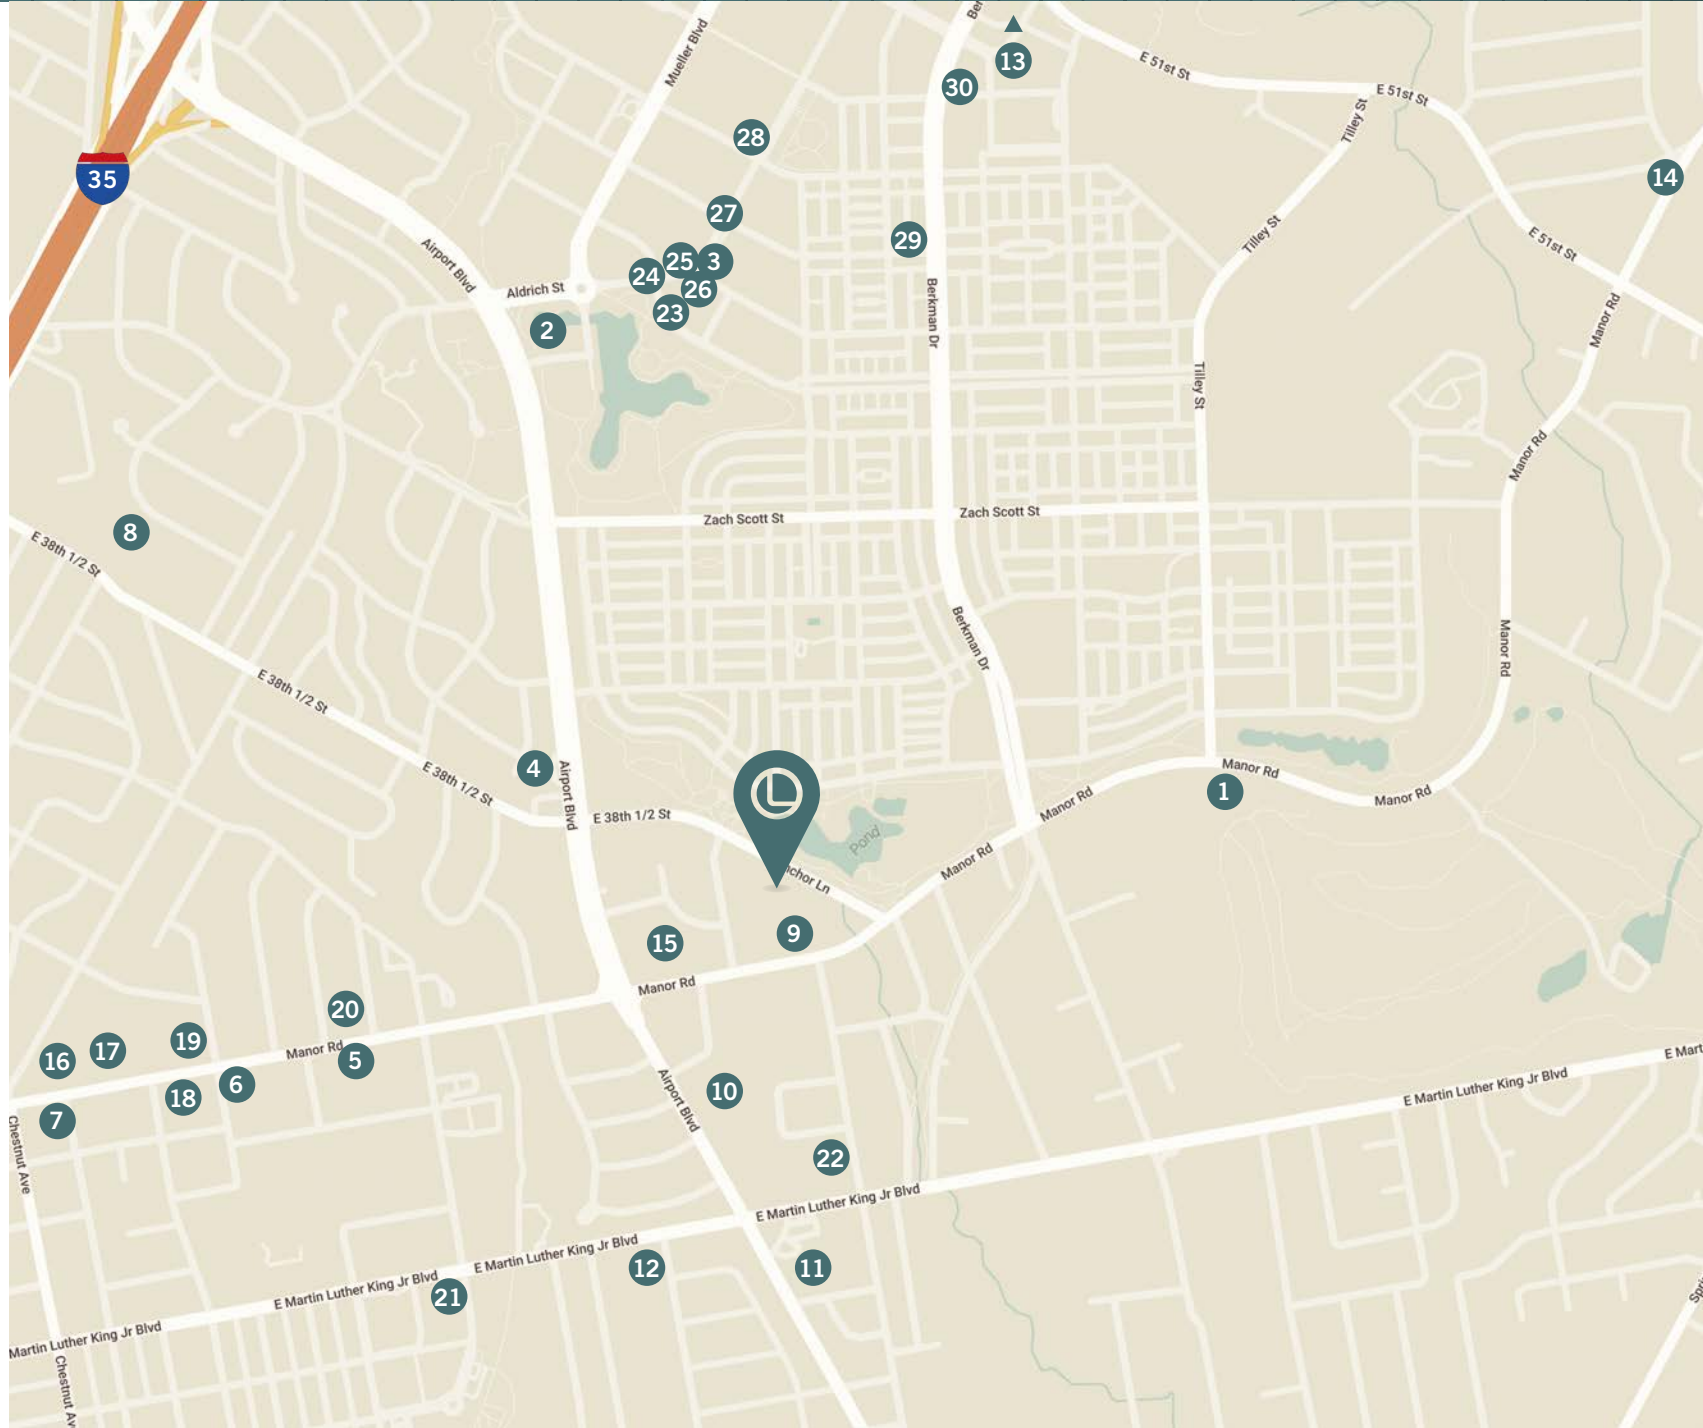 Mueller Blvd
E 51st St
13
30
E 51st St
Tilley St
28
35
14
27
Tilley St
Airport Blvd
29
E 51st St
25
3
24
Aldrich St
26
23
Berkman Dr
Manor Rd
2
Tilley St
Manor Rd
Zach Scott St
Zach Scott St
8
E 38th 1/2 St
Berkman Dr
Manor Rd
E 38th 1/2 St
4
Airport Blvd
E 38th 1/2 St
L
Manor Rd
1
Manor Rd
Manor Rd
E 38th 1/2 St
Pond
Manor Rd
chor Ln
9
15
Manor Rd
20
19
17
16
Manor Rd
5
6
18
7
10
Airport Blvd
E Mart
E Martin Luther King Jr Blvd
Chestnut Ave
22
E Martin Luther King Jr Blvd
E Martin Luther King Jr Blvd
12
11
E Martin Luther King Jr Blvd
21
Martin Luther King Jr Blvd
Chestnut Av